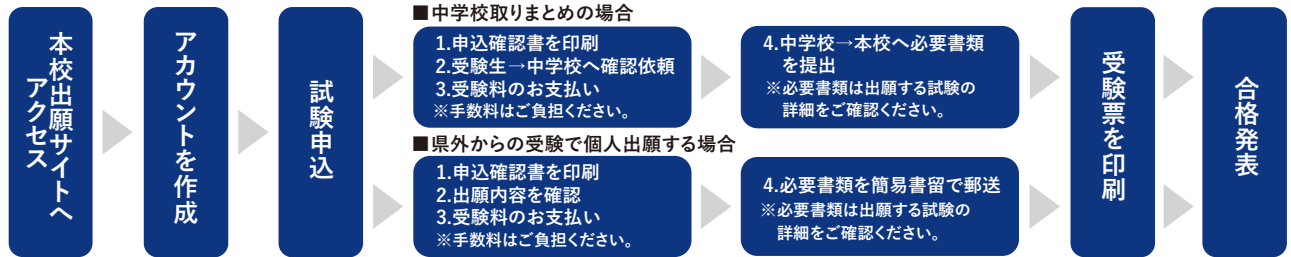 本校出願サイトへ
アクセス
アカウントを作成
試験申込
■中学校取りまとめの場合
1.申込確認書を印刷
2.受験生→中学校へ確認依頼
3.受験料のお支払い
※手数料はご負担ください。
4.中学校→本校へ必要書類
を提出
※必要書類は出願する試験の
詳細をご確認ください。
■県外からの受験で個人出願する場合
1.申込確認書を印刷
2.出願内容を確認
3.受験料のお支払い
※手数料はご負担ください。
4.必要書類を簡易書留で郵送
※必要書類は出願する試験の
詳細をご確認ください。
受験票を印刷
合格発表